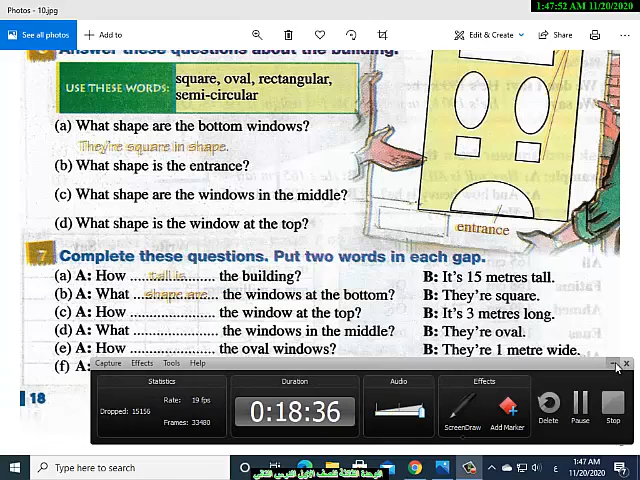 1:47:52 AM 11/20/2020
Photos - 10.jpg
See all photos
Add to
Edit & Create
Share
Answer these questions about the building.
USE THESE WORDS:
square, oval, rectangular,
semi-circular
(a) What shape are the bottom windows?
They're square in shape.
(b) What shape is the entrance?
(c) What shape are the windows in the middle?
(d) What shape is the window at the top?
entrance
7 Complete these questions. Put two words in each gap.
(a) A: How ....tall is.... the building? B: It's 15 metres tall.
(b) A: What ...shape are... the windows at the bottom? B: They're square.
(c) A: How ...................... the window at the top? B: It's 3 metres long.
(d) A: What ...................... the windows in the middle? B: They're oval.
(e) A: How ...................... the oval windows? B: They're 1 metre wide.
(f) A:
18
Capture Effects Tools Help
Statistics
Dropped: 15156
Rate: 19 fps
Frames: 33480
Duration
0:18:36
Audio
Effects
ScreenDraw
Add Marker
Delete
Pause
Stop
Type here to search
الوحدة الثالثة للصف الاول الدرس الثاني
ع
1:47 AM
11/20/2020